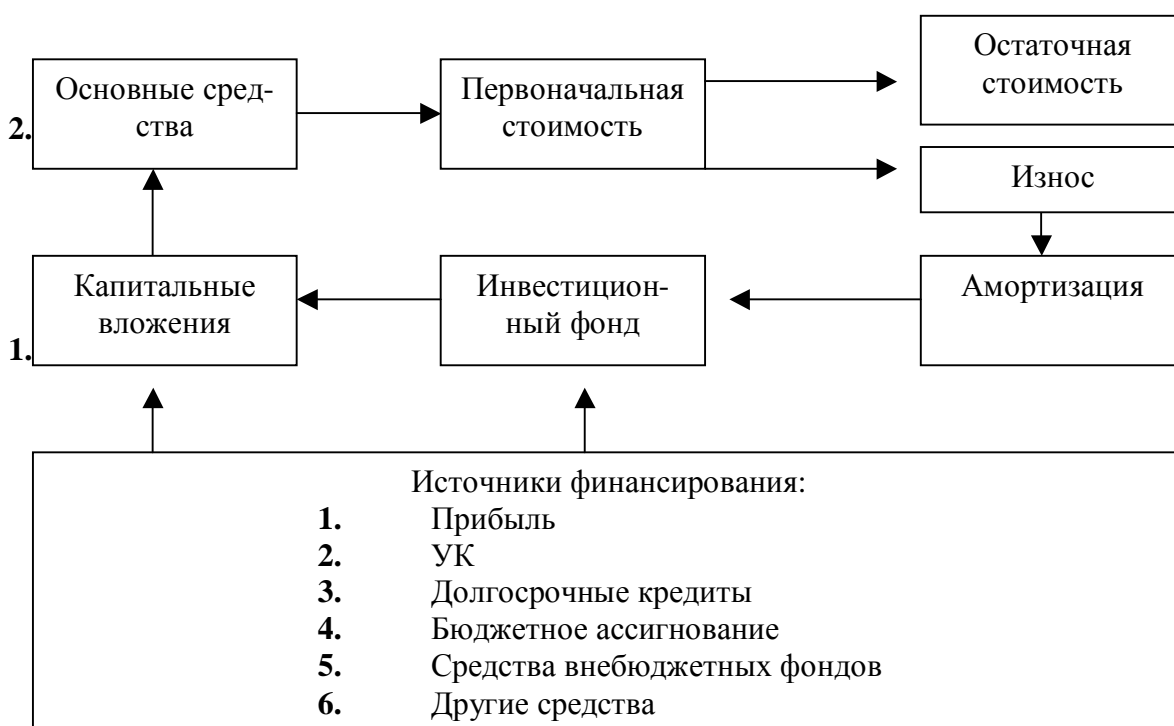 Остаточная
стоимость
Основные сред-
ства
Первоначальная
стоимость
2.
Износ
Капитальные
вложения
Инвестицион-
ный фонд
Амортизация
1.
Источники финансирования:
1. Прибыль
2. УК
3. Долгосрочные кредиты
4. Бюджетное ассигнование
5. Средства внебюджетных фондов
6. Другие средства